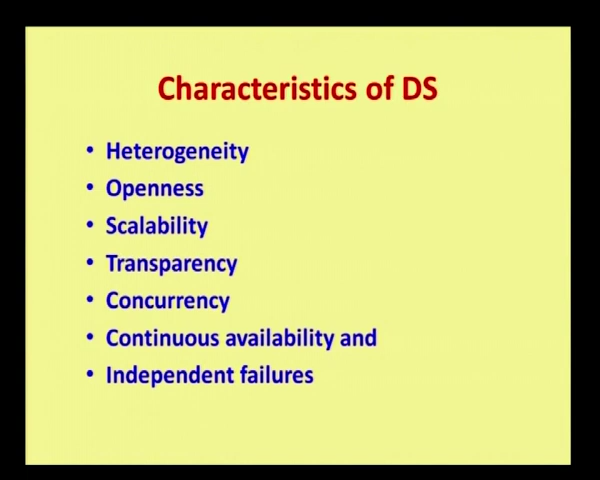 Characteristics of DS
• Heterogeneity
• Openness
• Scalability
• Transparency
• Concurrency
• Continuous availability and
• Independent failures